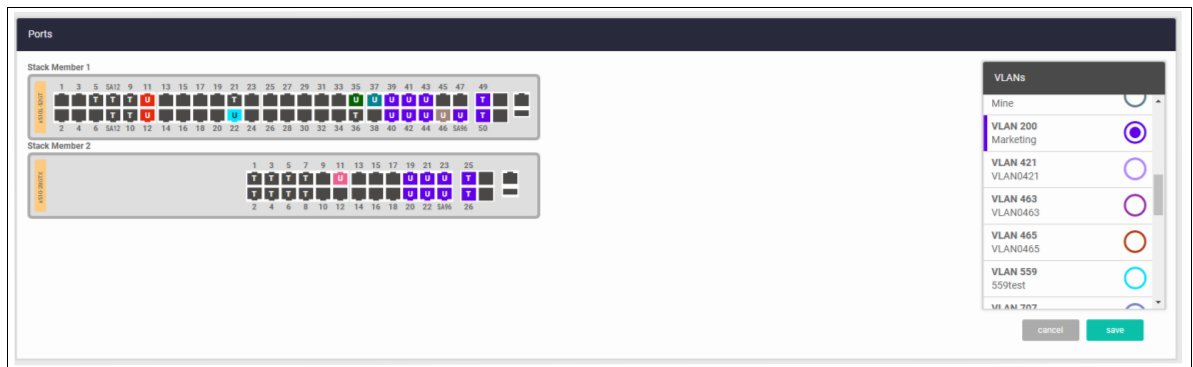 Ports
Stack Member 1
VLANs
1 3 5 SA12 9 11 13 15 17 19 21 23 25 27 29 31 33 35 37 39 41 43 45 47 49
T T T U T U U U U U T
T T U U T U U U U U T
2 4 6 SA12 10 12 14 16 18 20 22 24 26 28 30 32 34 36 38 40 42 44 46 SA96 50
Mine
VLAN 200
Marketing
Stack Member 2
1 3 5 7 9 11 13 15 17 19 21 23 25
T T T T U U U U T
T T T T U U U T
2 4 6 8 10 12 14 16 18 20 22 SA96 26
VLAN 421
VLAN0421
VLAN 463
VLAN0463
VLAN 465
VLAN0465
VLAN 559
559test
VLAN 707
cancel save